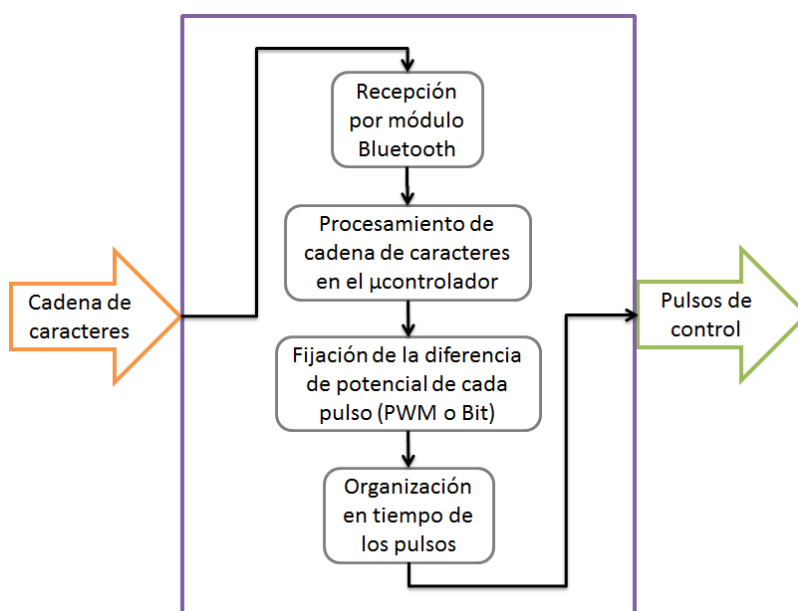 Cadena de
caracteres
Recepción
por módulo
Bluetooth
Procesamiento de
cadena de caracteres
en el µcontrolador
Fijación de la diferencia
de potencial de cada
pulso (PWM o Bit)
Organización
en tiempo de
los pulsos
Pulsos de
control